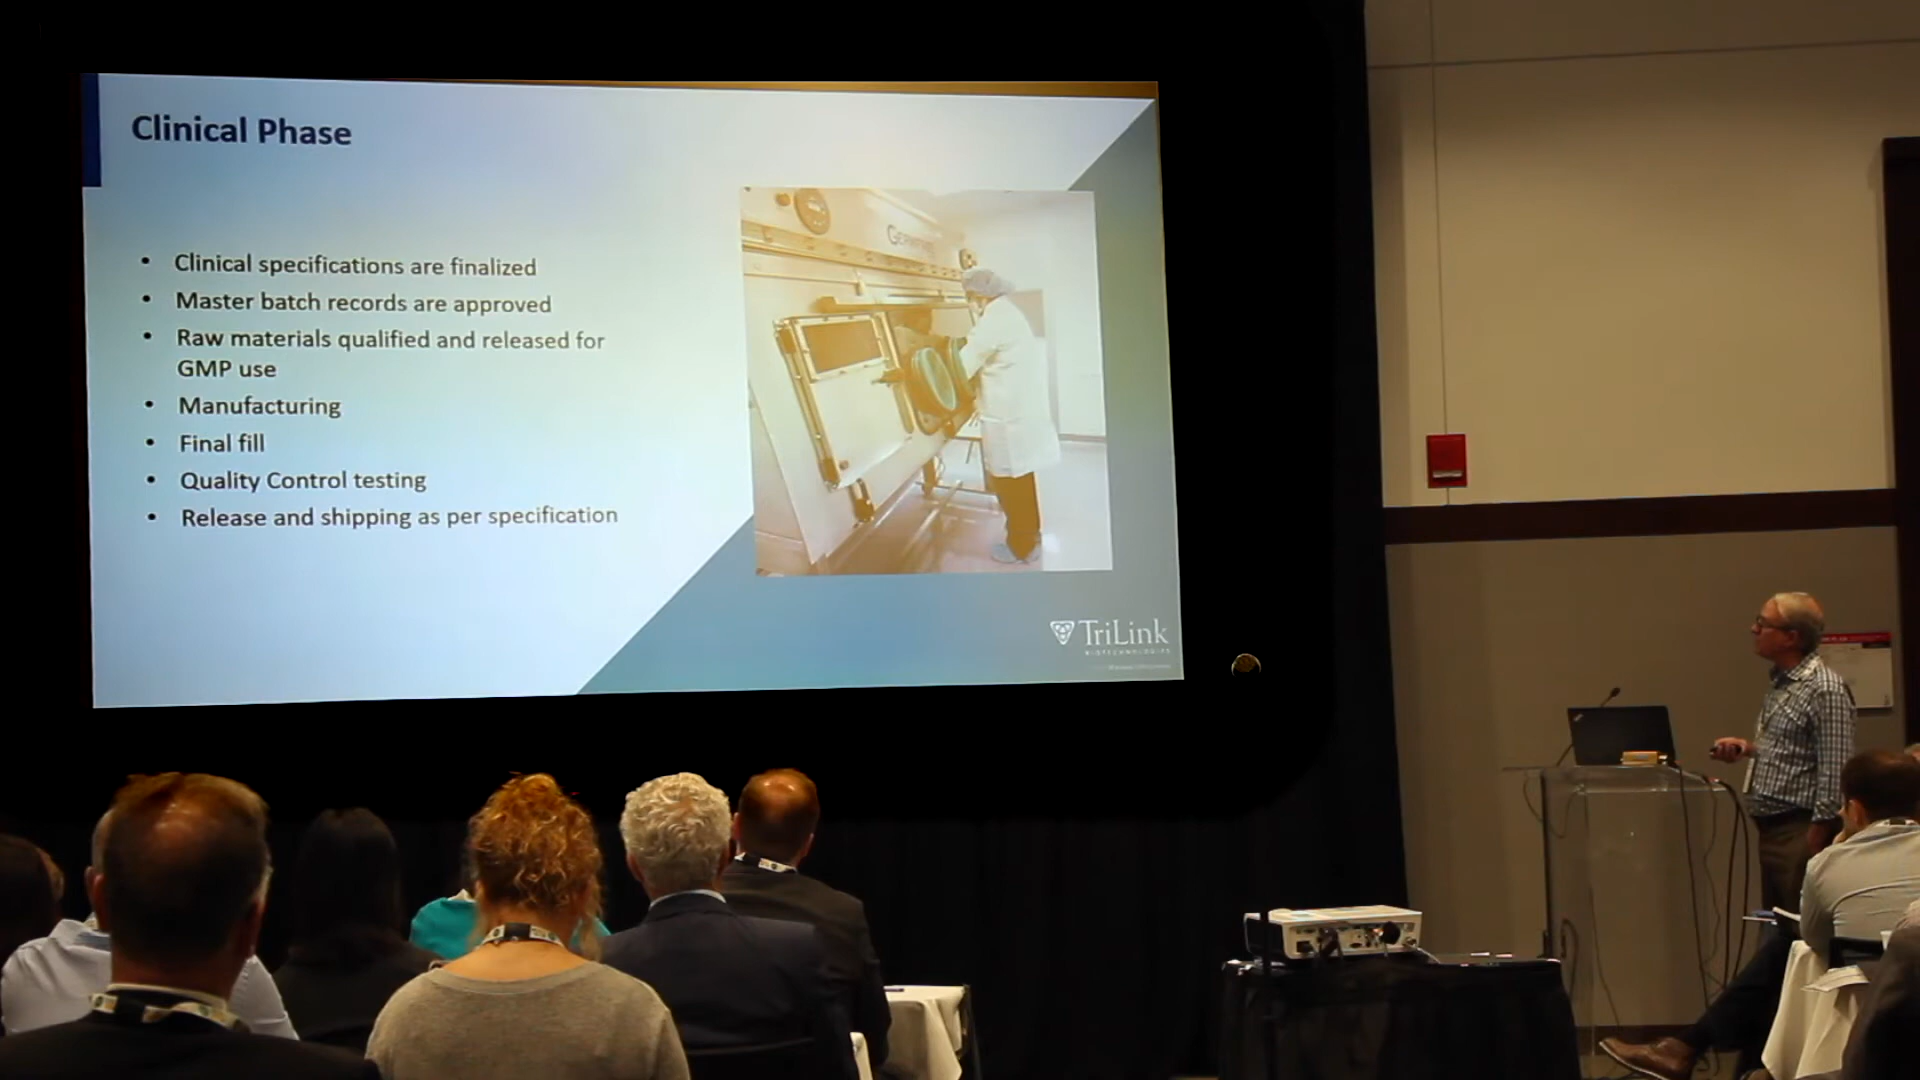 Clinical Phase
• Clinical specifications are finalized
• Master batch records are approved
• Raw materials qualified and released for
GMP use
• Manufacturing
• Final fill
• Quality Control testing
• Release and shipping as per specification
TriLink
BIOTECHNOLOGIES